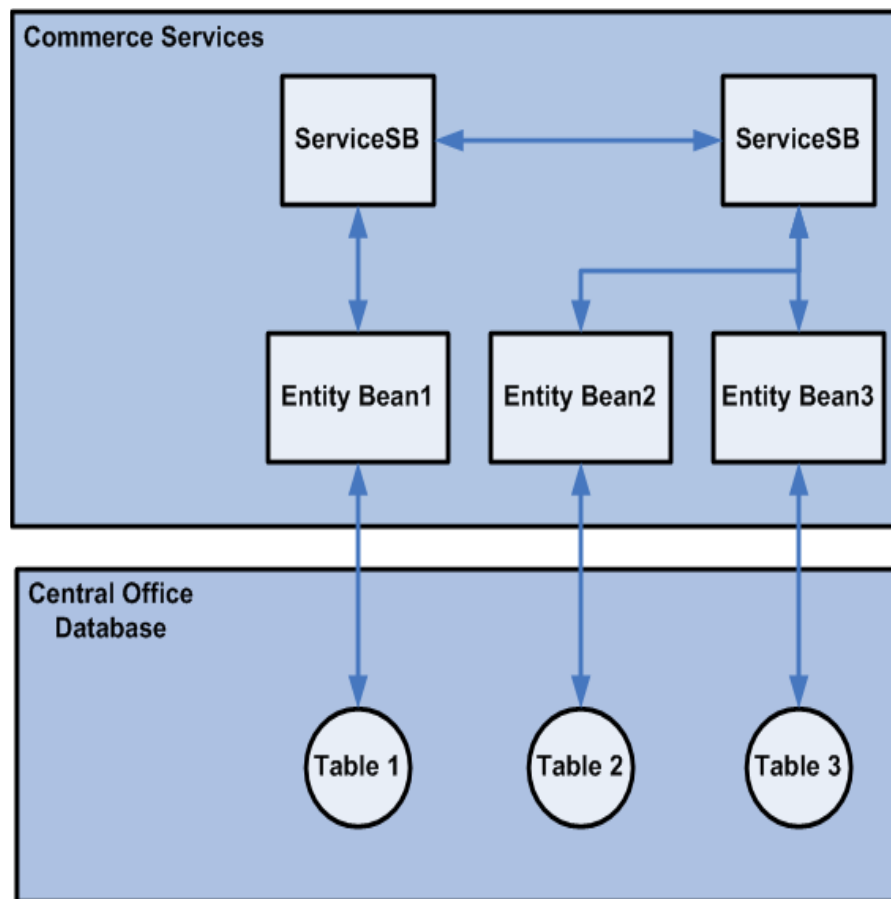 Commerce Services
ServiceSB
ServiceSB
Entity Bean1
Entity Bean2
Entity Bean3
Central Office
Database
Table 1
Table 2
Table 3